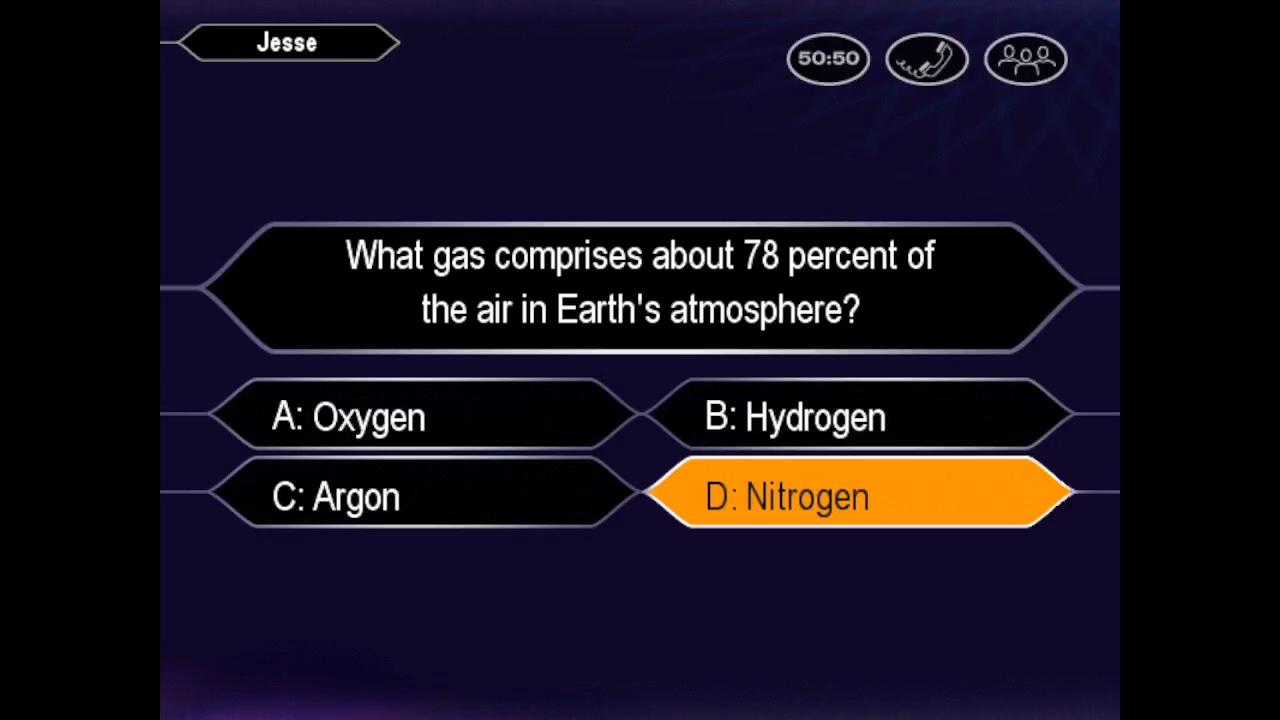 Jesse
50:50
What gas comprises about 78 percent of
the air in Earth's atmosphere?
A: Oxygen
B: Hydrogen
C: Argon
D: Nitrogen